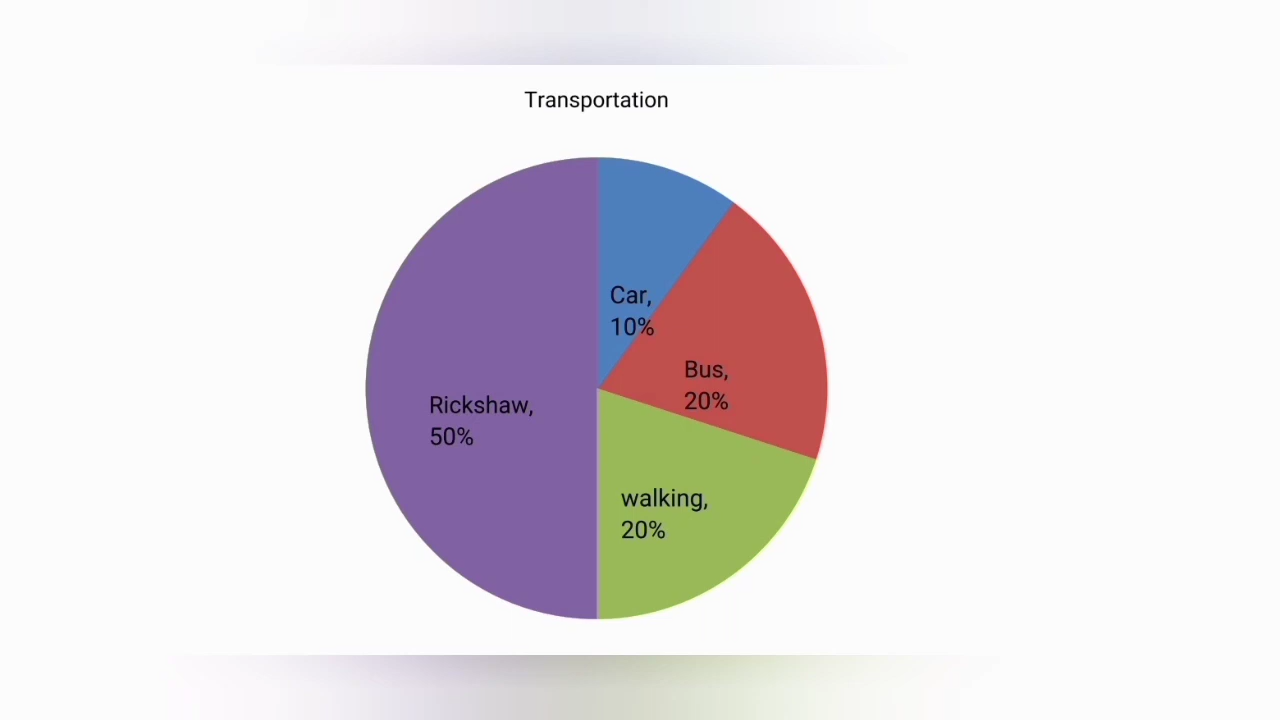 Transportation
Car,
10%
Bus,
20%
Rickshaw,
50%
walking,
20%